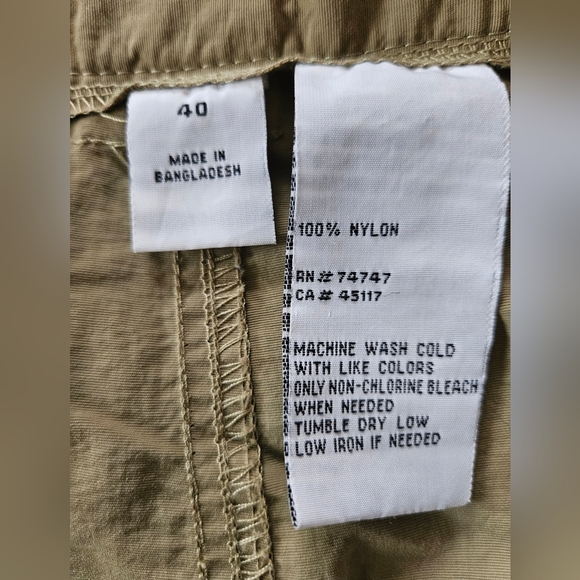 40
MADE IN
BANGLADESH
100% NYLON
RN# 74747
CA# 45117
MACHINE WASH COLD
WITH LIKE COLORS
ONLY NON-CHLORINE BLEACH
WHEN NEEDED
TUMBLE DRY LOW
LOW IRON IF NEEDED